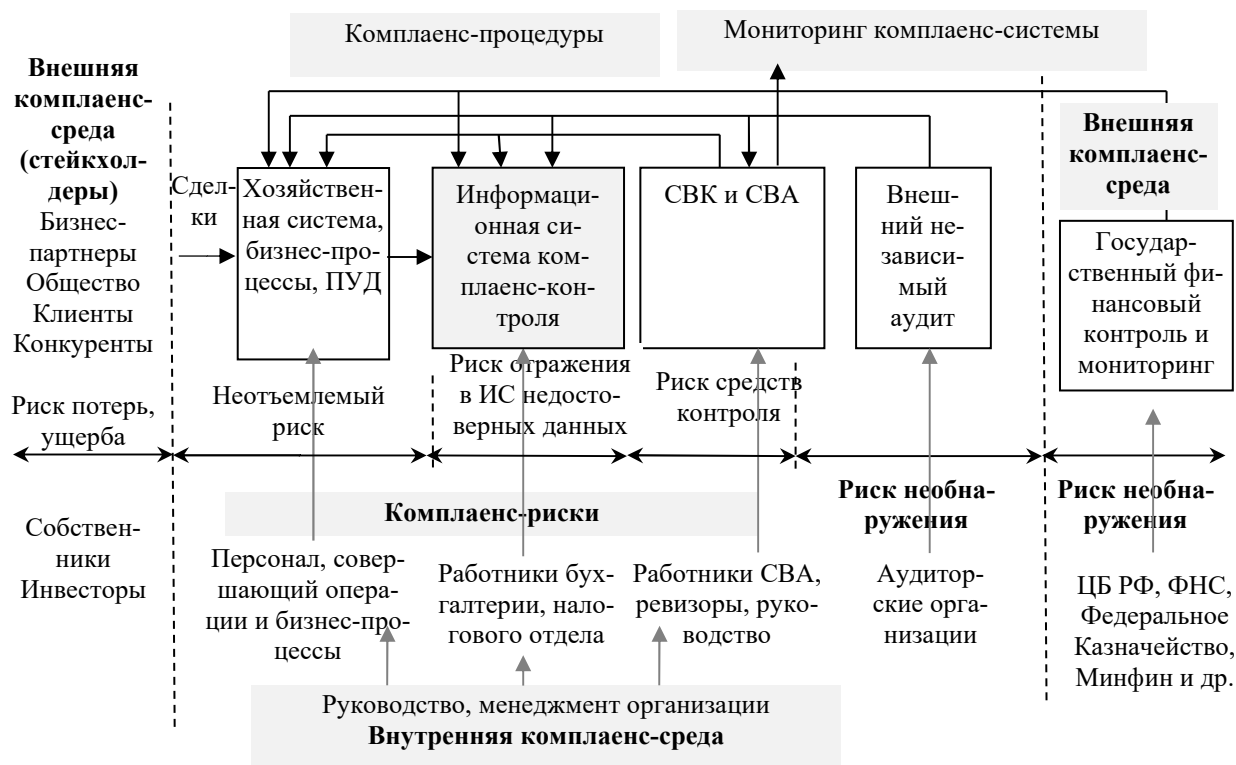 Комплаенс-процедуры
Мониторинг комплаенс-системы
Внешняя
комплаенс-
среда
(стейкхол-
деры)
Бизнес-
партнеры
Общество
Клиенты
Конкуренты
Сдел-
ки
Хозяйствен-
ная система,
бизнес-про-
цессы, ПУД
Информаци-
онная си-
стема ком-
плаенс-кон-
троля
СВК и СВА
Внеш-
ний не-
зависи-
мый
аудит
Внешняя
комплаенс-
среда
Государ-
ственный фи-
нансовый
контроль и
мониторинг
Риск потерь,
ущерба
Неотъемлемый
риск
Риск отражения
в ИС недосто-
верных данных
Риск средств
контроля
Комплаенс-риски
Риск необна-
ружения
Риск необна-
ружения
Собствен-
ники
Инвесторы
Персонал, совер-
шающий опера-
ции и бизнес-про-
цессы
Работники бух-
галтерии, нало-
гового отдела
Работники СВА,
ревизоры, руко-
водство
Аудитор-
ские орга-
низации
ЦБ РФ, ФНС,
Федеральное
Казначейство,
Минфин и др.
Руководство, менеджмент организации
Внутренняя комплаенс-среда